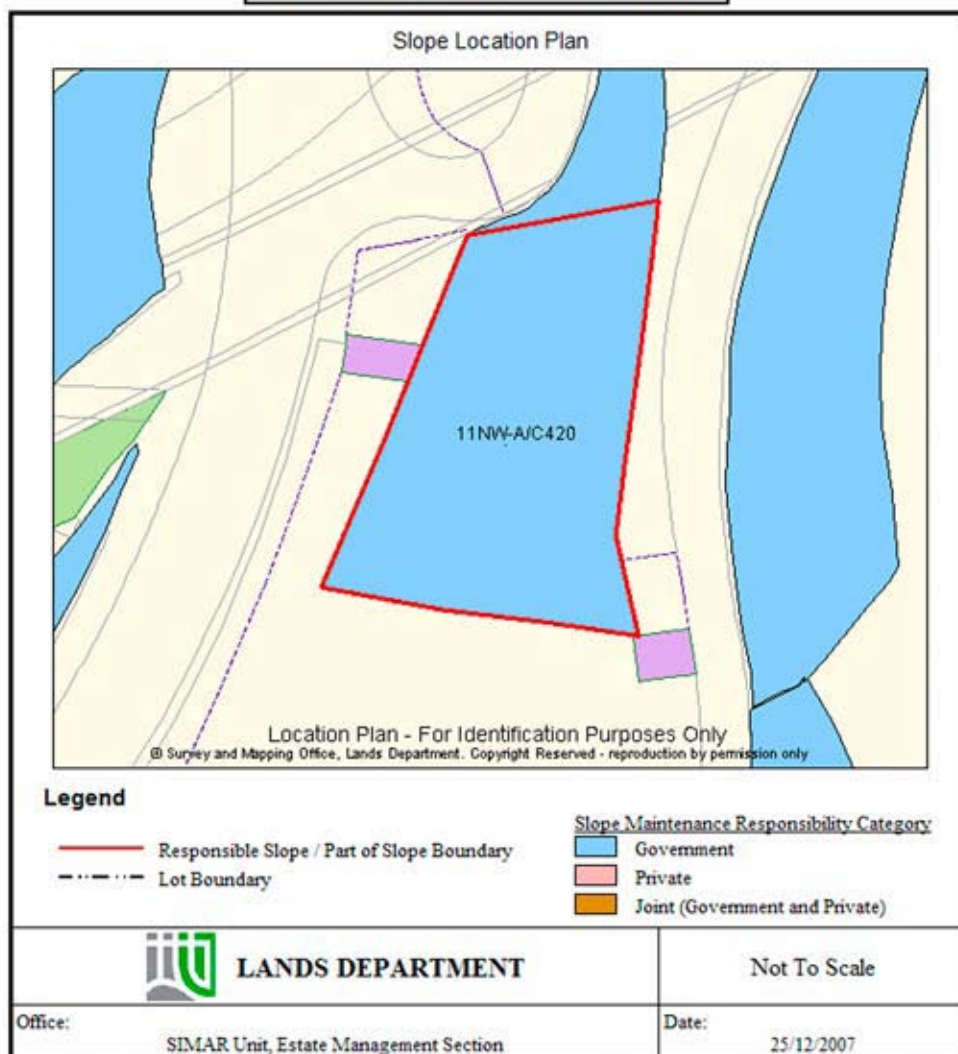 Slope Location Plan
11NW-A/C420
Location Plan - For Identification Purposes Only
@ Survey and Mapping Office, Lands Department. Copyright Reserved - reproduction by permission only
Legend
Responsible Slope / Part of Slope Boundary
Lot Boundary
Slope Maintenance Responsibility Category
Government
Private
Joint (Government and Private)
LANDS DEPARTMENT
Not To Scale
Office:
SIMAR Unit, Estate Management Section
Date:
25/12/2007